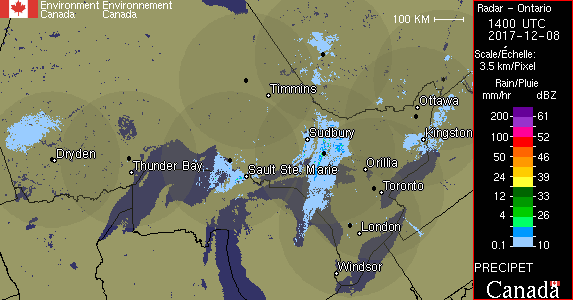 Environment Environnement
Canada Canada
100 KM
Timmins
Ottawa
Sudbury
Kingston
Dryden
Thunder Bay
Sault Ste. Marie
Orillia
Toronto
London
Windsor
Radar - Ontario
1400 UTC
2017-12-08
Scale/Échelle:
3.5 km/Pixel
Rain/Pluie
mm/hr dBZ
200 61
100 52
50 46
24 39
12 33
4 26
0.1 10
PRECIPET
Canada